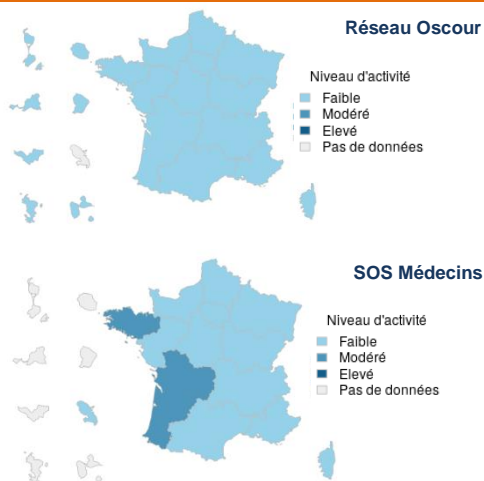 Réseau Oscour
Niveau d'activité
Faible
Modéré
Elevé
Pas de données
SOS Médecins
Niveau d'activité
Faible
Modéré
Elevé
Pas de données